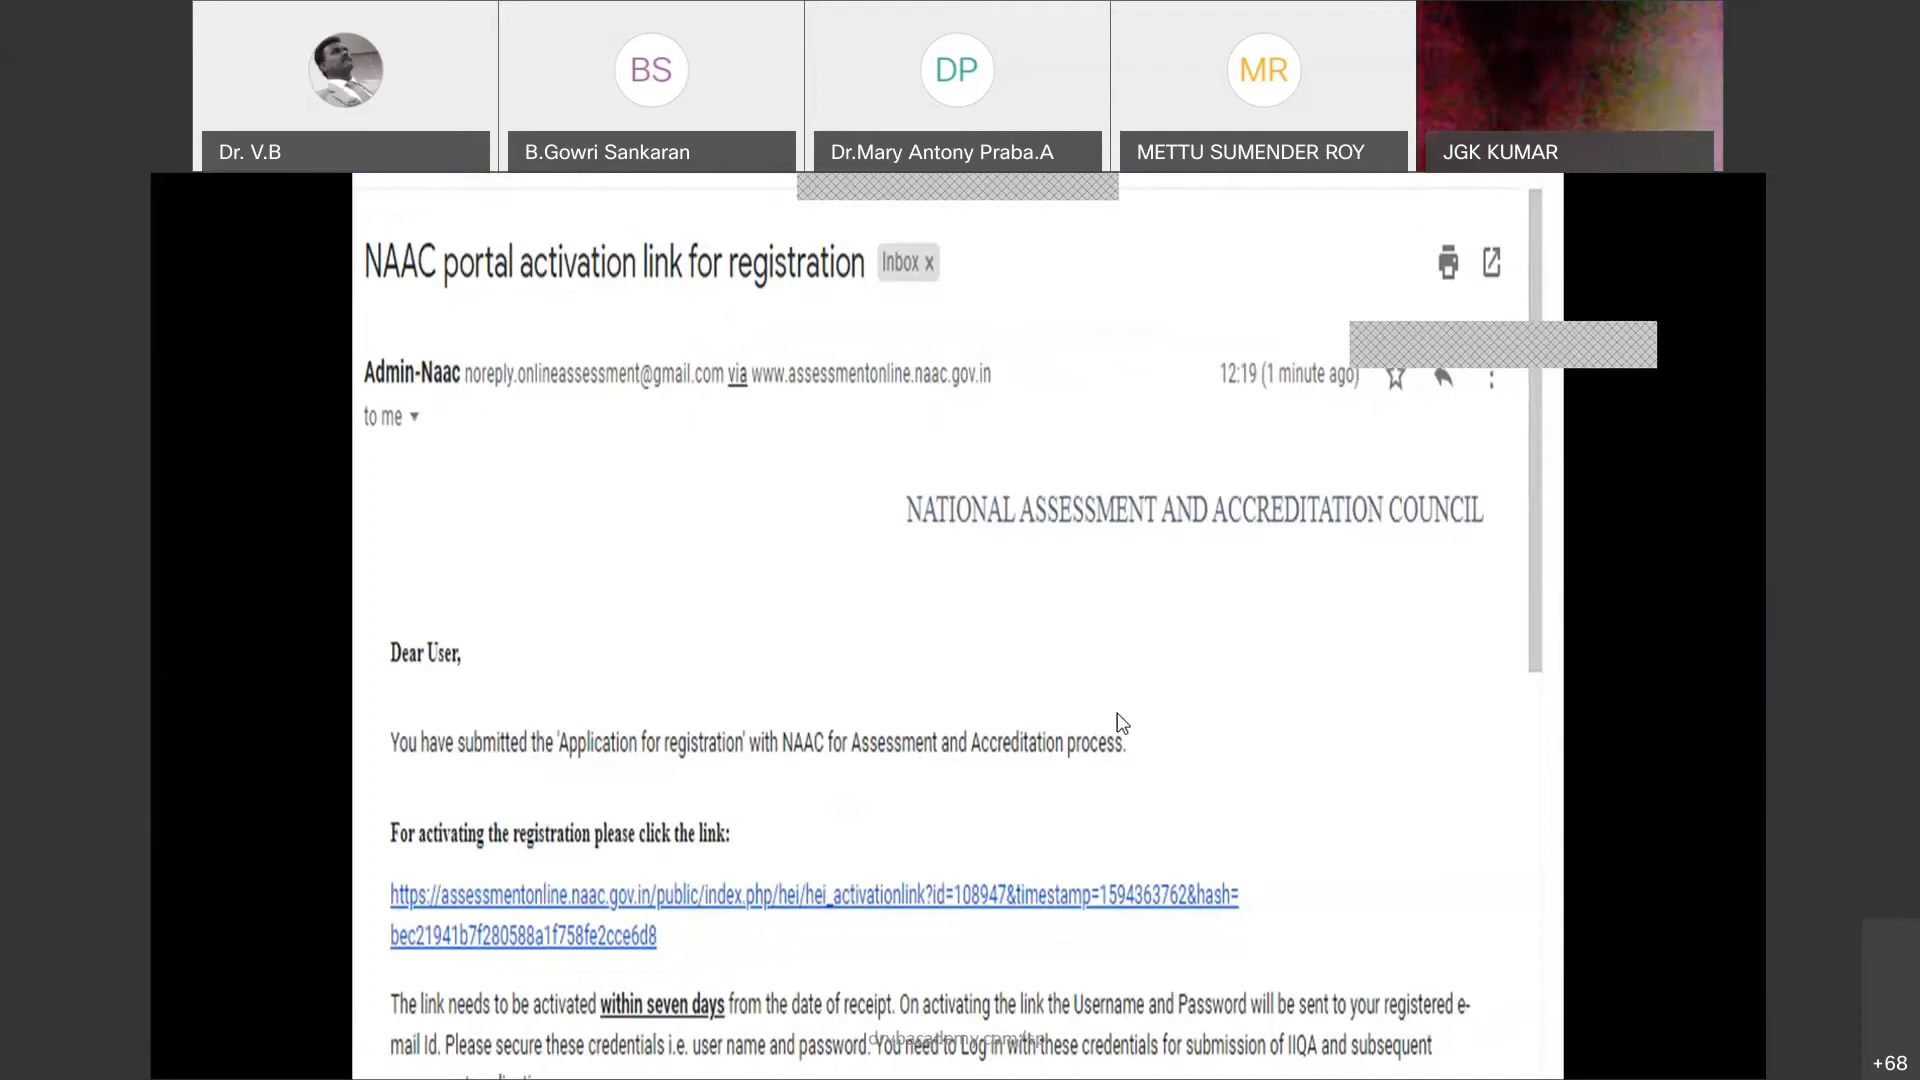 BS
DP
MR
Dr. V.B
B.Gowri Sankaran
Dr.Mary Antony Praba.A
METTU SUMENDER ROY
JGK KUMAR
NAAC portal activation link for registration Inbox x
Admin-Naac noreply.onlineassessment@gmail.com via www.assessmentonline.naac.gov.in 12:19 (1 minute ago)
to me
NATIONAL ASSESSMENT AND ACCREDITATION COUNCIL
Dear User,
You have submitted the 'Application for registration' with NAAC for Assessment and Accreditation process.
For activating the registration please click the link:
https://assessmentonline.naac.gov.in/public/index.php/hei/hei_activationlink?id=108947&timestamp=1594363762&hash=
bec21941b7f280588a1f758fe2cce6d8
The link needs to be activated within seven days from the date of receipt. On activating the link the Username and Password will be sent to your registered e-
mail Id. Please secure these credentials i.e. user name and password. You need to Log in with these credentials for submission of IIQA and subsequent
+68